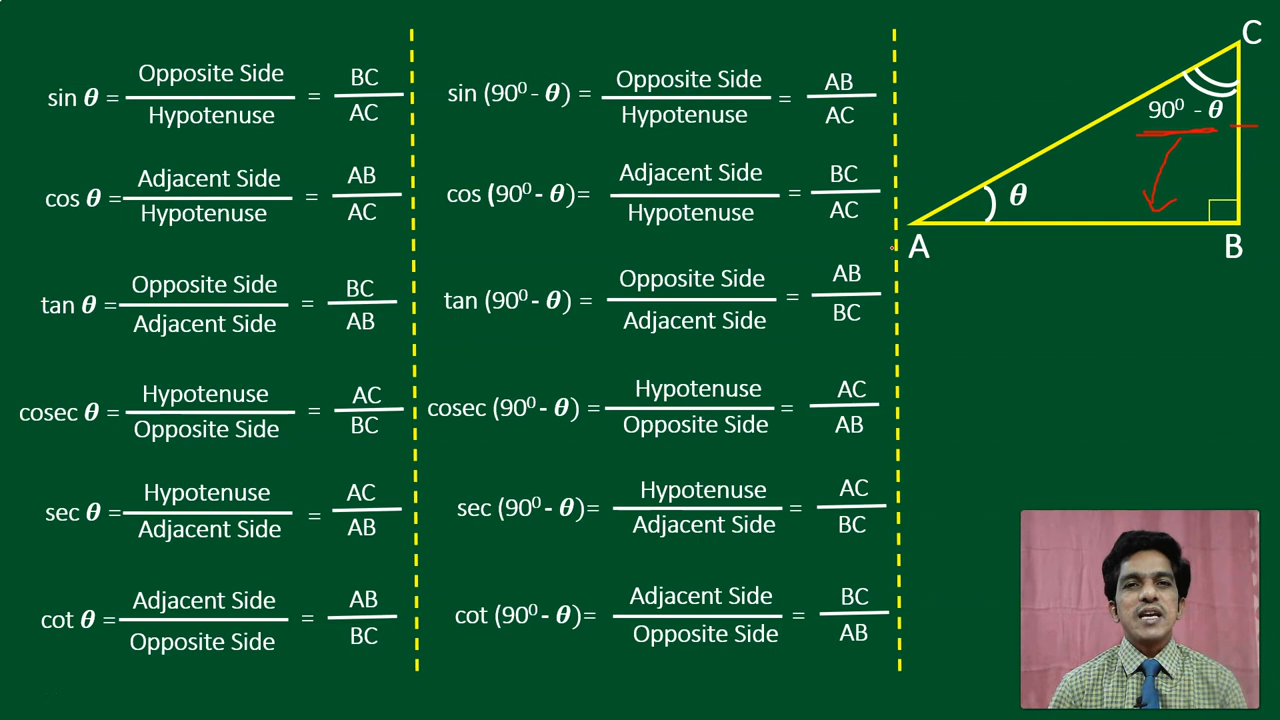 sin θ = Opposite Side / Hypotenuse = BC / AC
cos θ = Adjacent Side / Hypotenuse = AB / AC
tan θ = Opposite Side / Adjacent Side = BC / AB
cosec θ = Hypotenuse / Opposite Side = AC / BC
sec θ = Hypotenuse / Adjacent Side = AC / AB
cot θ = Adjacent Side / Opposite Side = AB / BC
sin (90⁰ - θ) = Opposite Side / Hypotenuse = AB / AC
cos (90⁰ - θ)= Adjacent Side / Hypotenuse = BC / AC
tan (90⁰ - θ) = Opposite Side / Adjacent Side = AB / BC
cosec (90⁰ - θ) = Hypotenuse / Opposite Side = AC / AB
sec (90⁰ - θ)= Hypotenuse / Adjacent Side = AC / BC
cot (90⁰ - θ)= Adjacent Side / Opposite Side = BC / AB
C
90⁰ - θ
θ
A
B